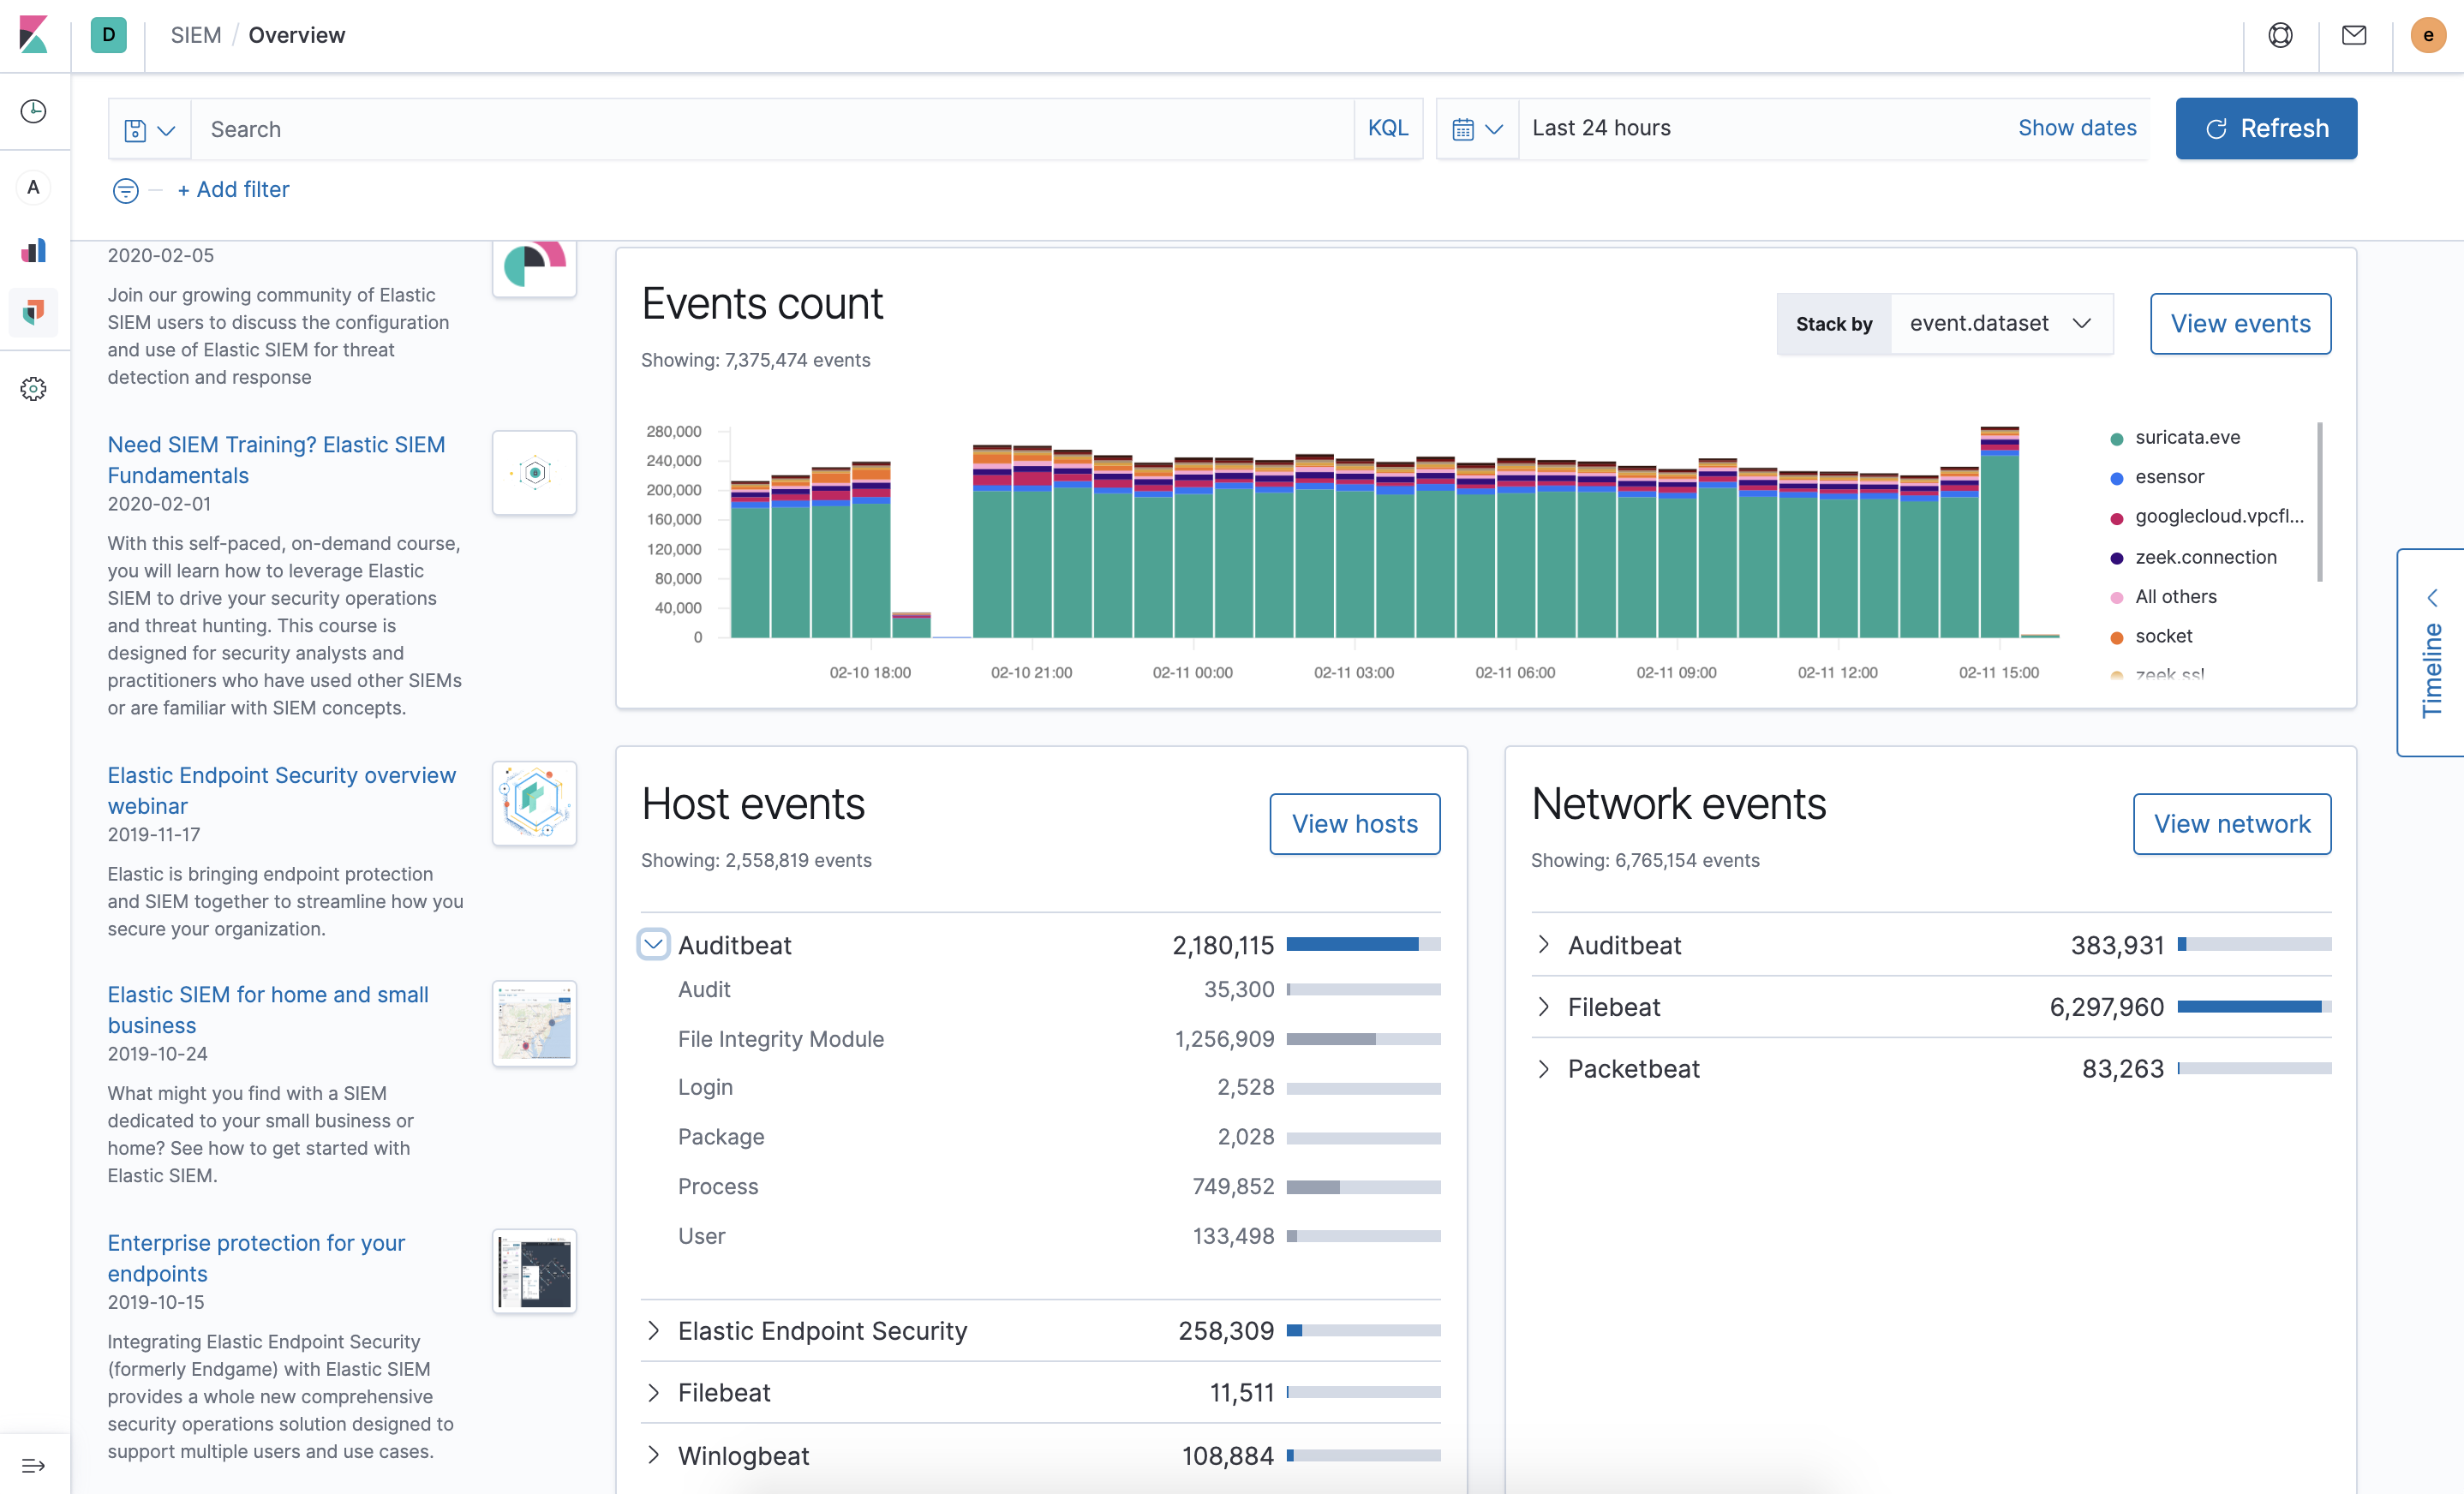 D
SIEM / Overview
e
Search
KQL
Last 24 hours
Show dates
Refresh
+ Add filter
A
2020-02-05
Join our growing community of Elastic
SIEM users to discuss the configuration
and use of Elastic SIEM for threat
detection and response
Need SIEM Training? Elastic SIEM
Fundamentals
2020-02-01
With this self-paced, on-demand course,
you will learn how to leverage Elastic
SIEM to drive your security operations
and threat hunting. This course is
designed for security analysts and
practitioners who have used other SIEMs
or are familiar with SIEM concepts.
Elastic Endpoint Security overview
webinar
2019-11-17
Elastic is bringing endpoint protection
and SIEM together to streamline how you
secure your organization.
Elastic SIEM for home and small
business
2019-10-24
What might you find with a SIEM
dedicated to your small business or
home? See how to get started with
Elastic SIEM.
Enterprise protection for your
endpoints
2019-10-15
Integrating Elastic Endpoint Security
(formerly Endgame) with Elastic SIEM
provides a whole new comprehensive
security operations solution designed to
support multiple users and use cases.
Events count
Showing: 7,375,474 events
Stack by
event.dataset
View events
280,000
240,000
200,000
160,000
120,000
80,000
40,000
0
02-10 18:00
02-10 21:00
02-11 00:00
02-11 03:00
02-11 06:00
02-11 09:00
02-11 12:00
02-11 15:00
suricata.eve
esensor
googlecloud.vpcfl...
zeek.connection
All others
socket
zeek.ssl
Timeline
Host events
Showing: 2,558,819 events
View hosts
Auditbeat 2,180,115
Audit 35,300
File Integrity Module 1,256,909
Login 2,528
Package 2,028
Process 749,852
User 133,498
Elastic Endpoint Security 258,309
Filebeat 11,511
Winlogbeat 108,884
Network events
Showing: 6,765,154 events
View network
Auditbeat 383,931
Filebeat 6,297,960
Packetbeat 83,263